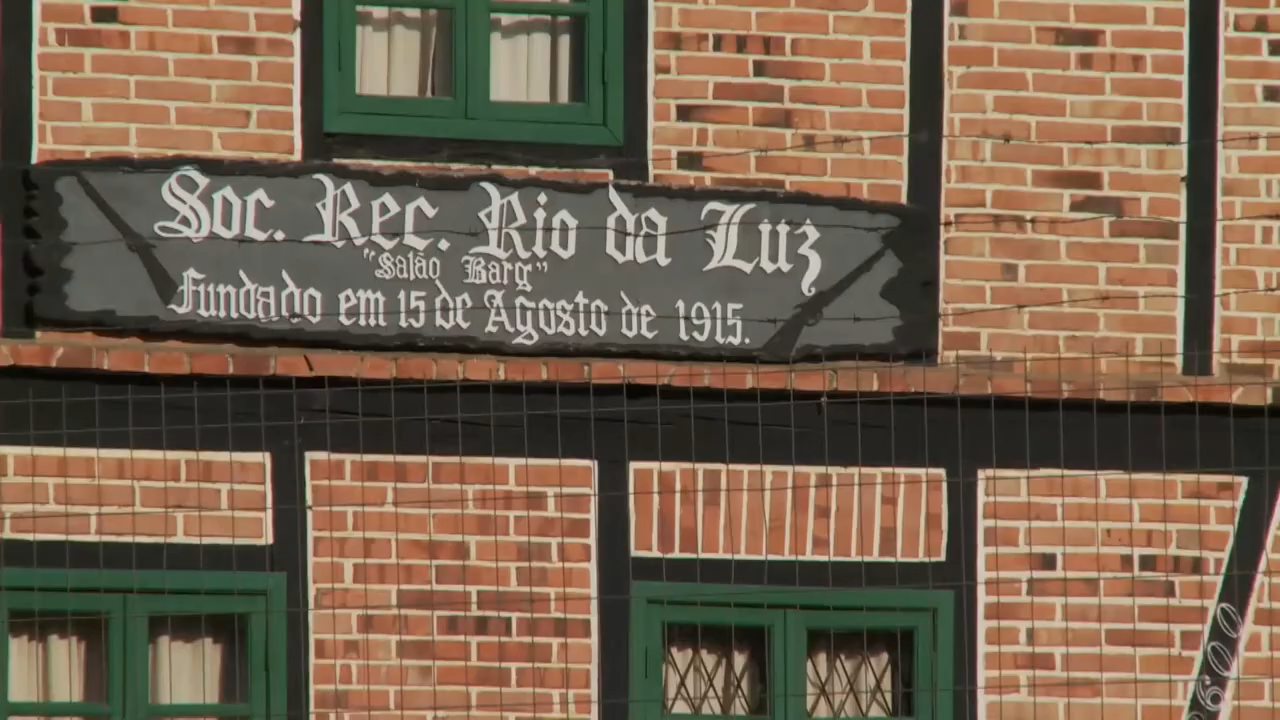 Soc. Rec. Rio da Luz
"Salão Barg"
Fundado em 15 de Agosto de 1915.